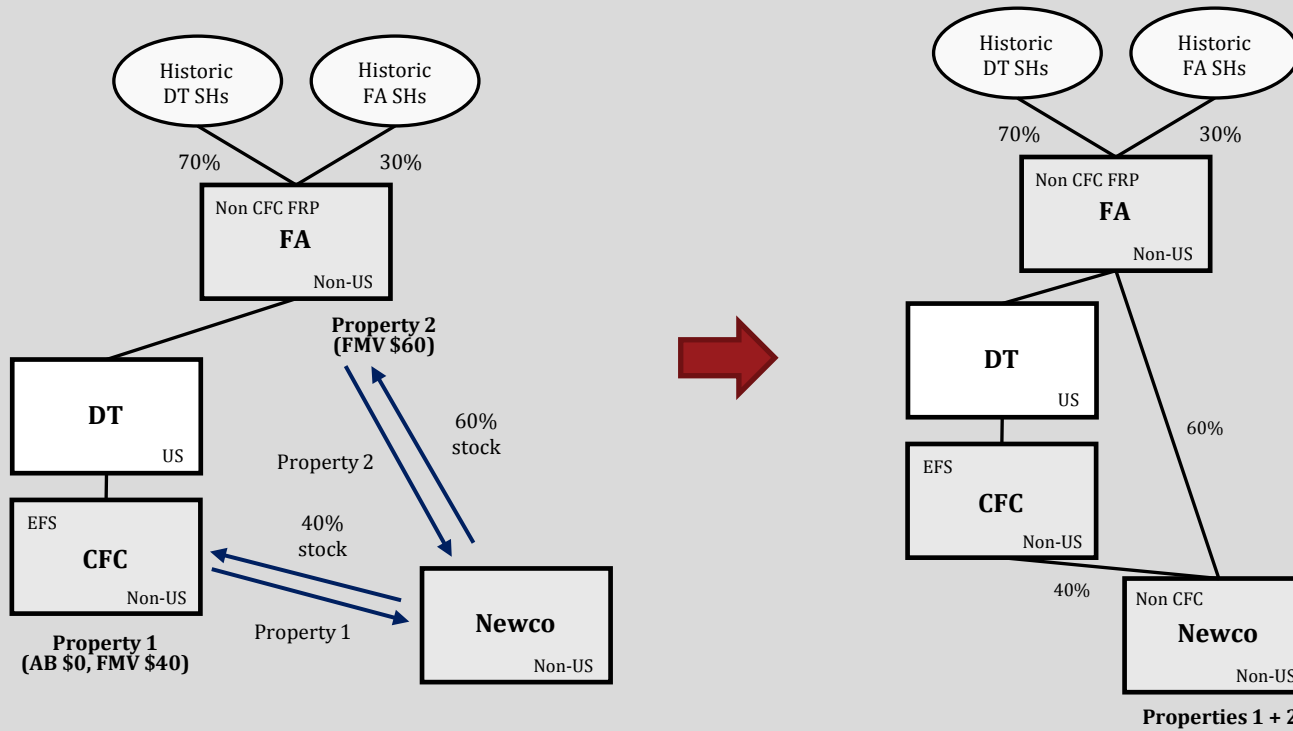 Historic
DT SHs
Historic
FA SHs
70%
30%
Non CFC FRP
FA
Non-US
Property 2
(FMV $60)
DT
US
60%
stock
Property 2
40%
stock
EFS
CFC
Non-US
Property 1
Newco
Non-US
Property 1
(AB $0, FMV $40)
Historic
DT SHs
Historic
FA SHs
70%
30%
Non CFC FRP
FA
Non-US
DT
US
60%
EFS
CFC
Non-US
40%
Non CFC
Newco
Non-US
Properties 1 + 2